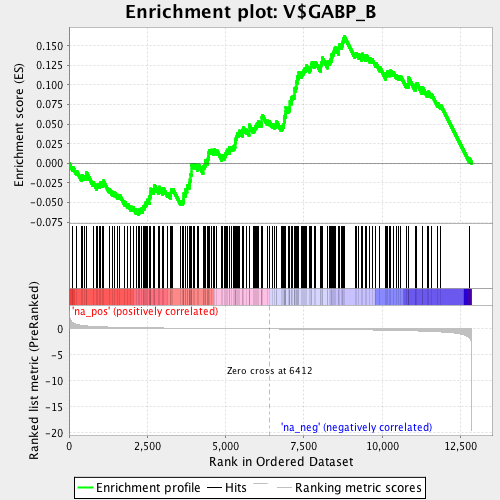 Enrichment plot: V$GABP_B
Enrichment score (ES)
0.150
0.125
0.100
0.075
0.050
0.025
0.000
-0.025
-0.050
-0.075
'na_pos' (positively correlated)
Ranked list metric (PreRanked)
0
-5
-10
-15
-20
Zero cross at 6412
'na_neg' (negatively correlated)
0
2,500
5,000
7,500
10,000
12,500
Rank in Ordered Dataset
Enrichment profile
Hits
Ranking metric scores